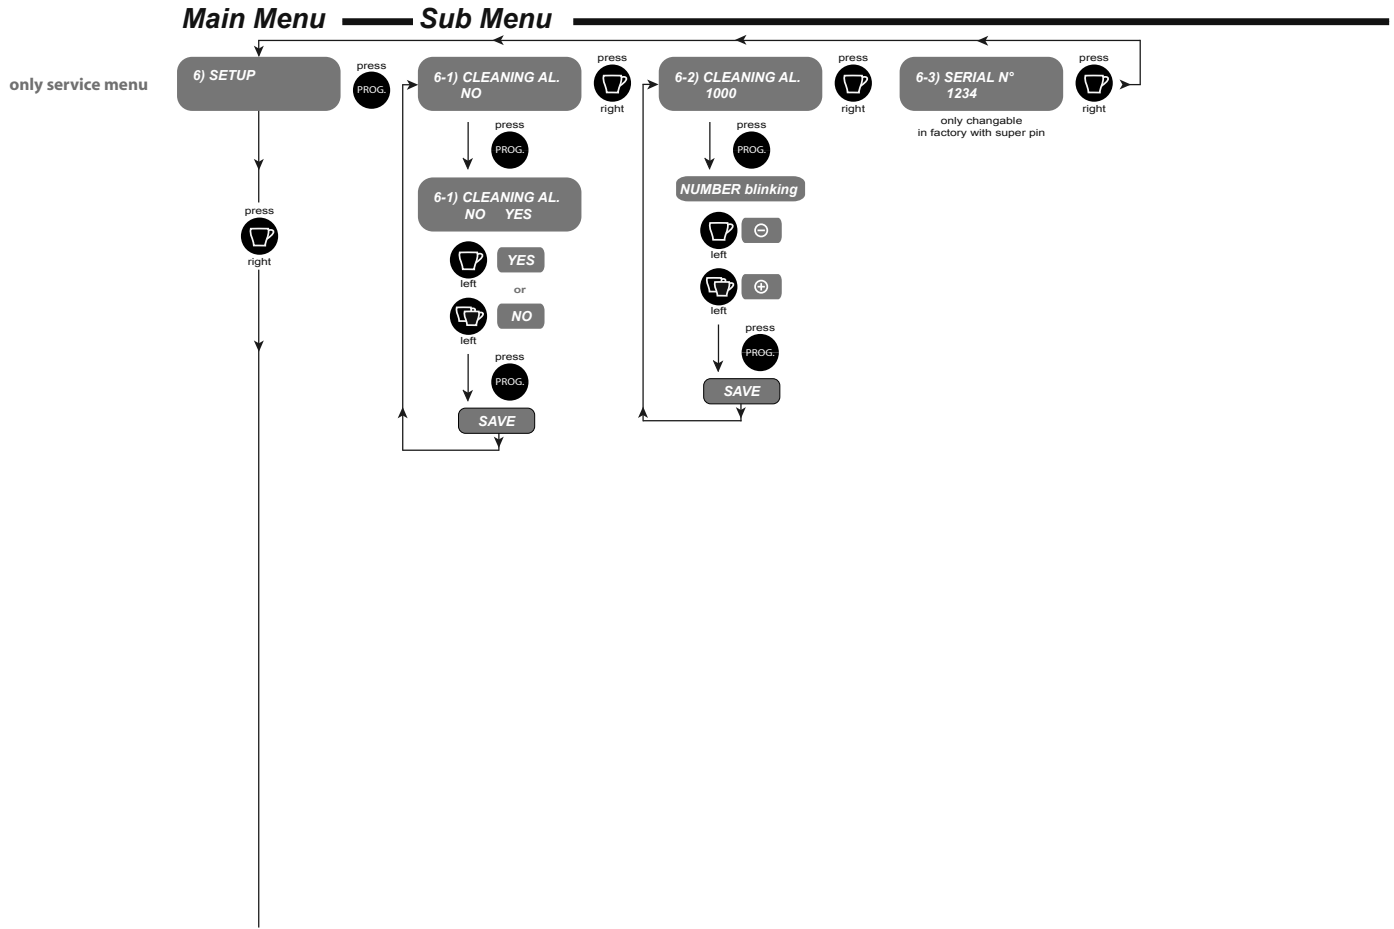 Main Menu
Sub Menu
only service menu
6) SETUP
press
PROG.
6-1) CLEANING AL.
NO
press
right
6-2) CLEANING AL.
1000
press
right
6-3) SERIAL N°
1234
only changable
in factory with super pin
press
right
press
right
press
PROG.
6-1) CLEANING AL.
NO YES
left
YES
or
left
NO
press
PROG.
SAVE
press
PROG.
NUMBER blinking
left
left
press
PROG.
SAVE